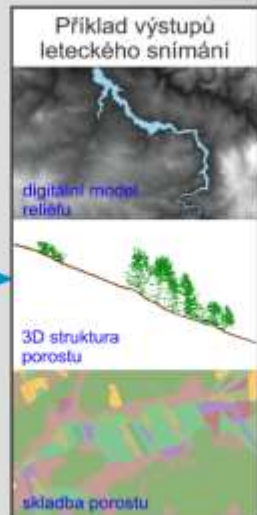 Příklad výstupů
leteckého snímání
digitální model
reliéfu
3D struktura
porostu
skladba porostu